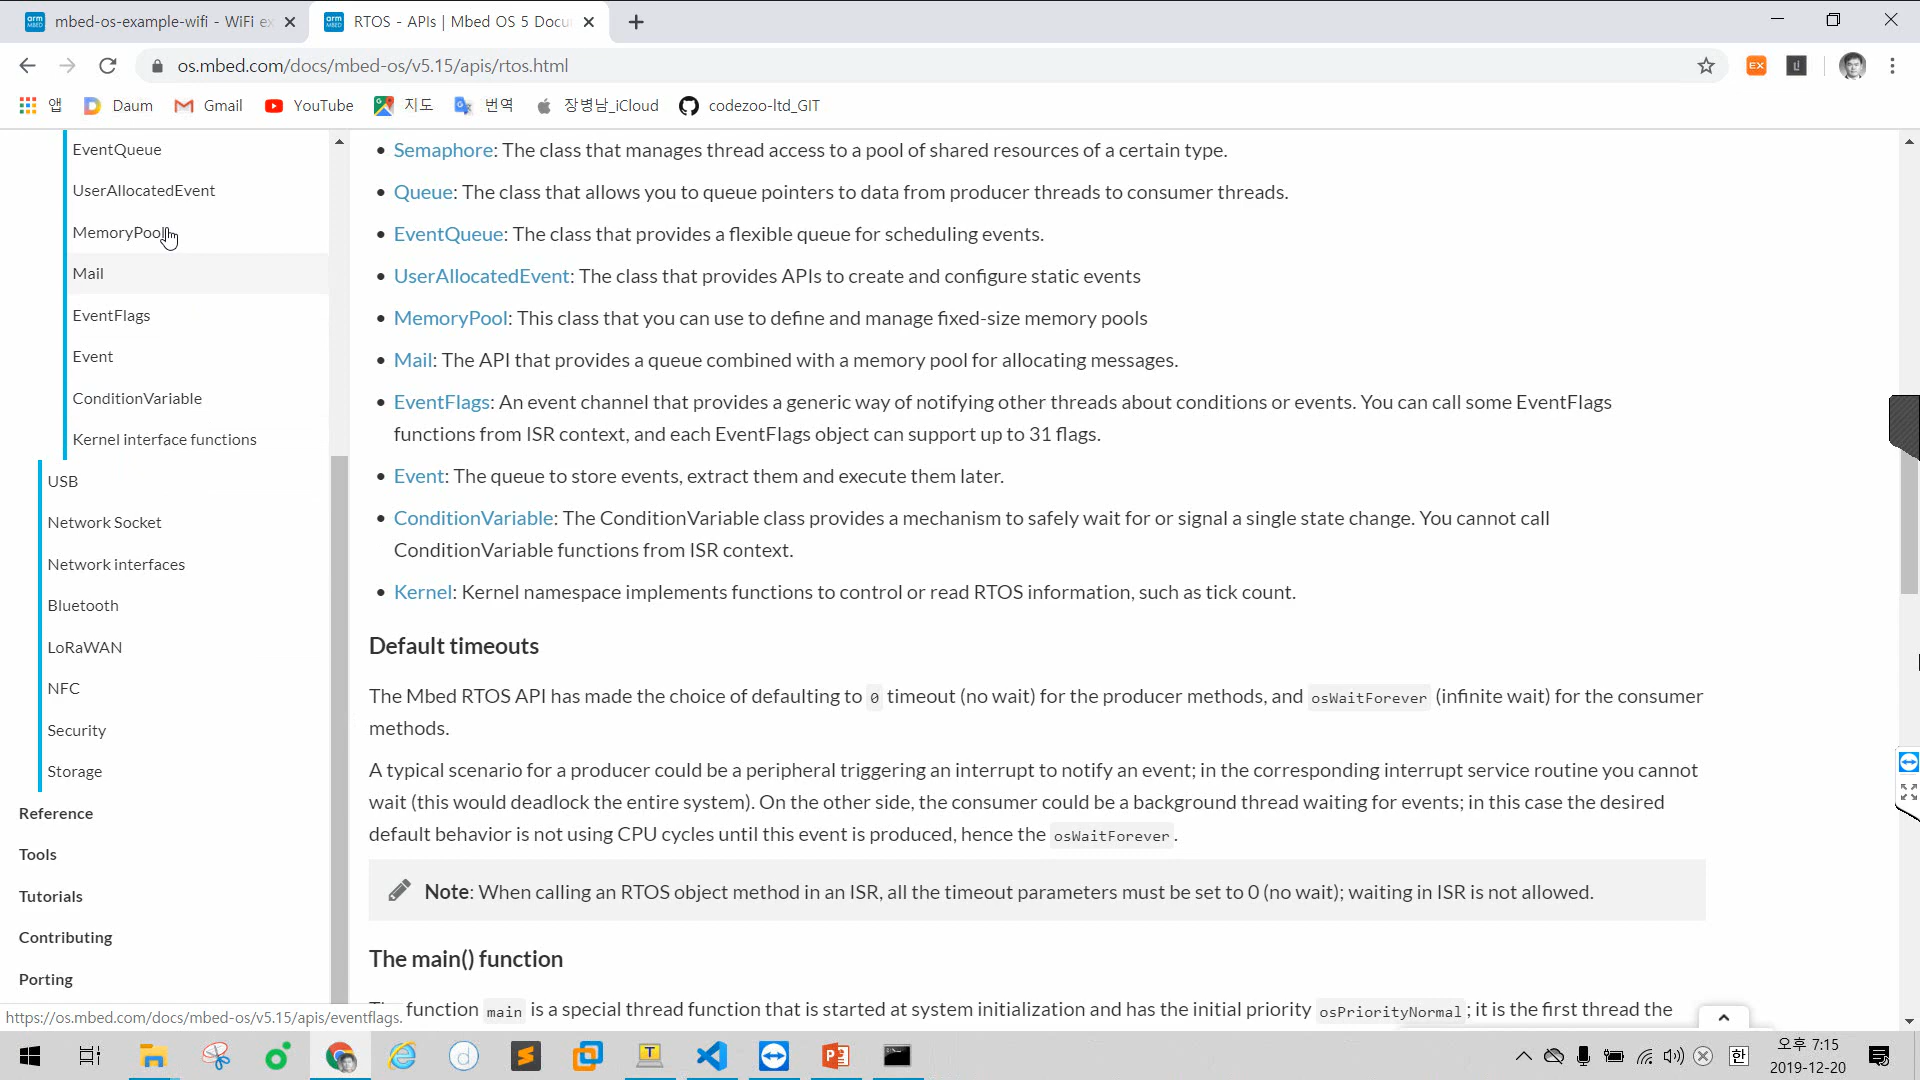 mbed-os-example-wifi - WiFi ex
RTOS - APIs | Mbed OS 5 Docu
os.mbed.com/docs/mbed-os/v5.15/apis/rtos.html
앱
Daum
Gmail
YouTube
지도
번역
장병남_iCloud
codezoo-ltd_GIT
EventQueue
UserAllocatedEvent
MemoryPool
Mail
EventFlags
Event
ConditionVariable
Kernel interface functions
USB
Network Socket
Network interfaces
Bluetooth
LoRaWAN
NFC
Security
Storage
Reference
Tools
Tutorials
Contributing
Porting
https://os.mbed.com/docs/mbed-os/v5.15/apis/eventflags.
Semaphore: The class that manages thread access to a pool of shared resources of a certain type.
Queue: The class that allows you to queue pointers to data from producer threads to consumer threads.
EventQueue: The class that provides a flexible queue for scheduling events.
UserAllocatedEvent: The class that provides APIs to create and configure static events
MemoryPool: This class that you can use to define and manage fixed-size memory pools
Mail: The API that provides a queue combined with a memory pool for allocating messages.
EventFlags: An event channel that provides a generic way of notifying other threads about conditions or events. You can call some EventFlags
functions from ISR context, and each EventFlags object can support up to 31 flags.
Event: The queue to store events, extract them and execute them later.
ConditionVariable: The ConditionVariable class provides a mechanism to safely wait for or signal a single state change. You cannot call
ConditionVariable functions from ISR context.
Kernel: Kernel namespace implements functions to control or read RTOS information, such as tick count.
Default timeouts
The Mbed RTOS API has made the choice of defaulting to 0 timeout (no wait) for the producer methods, and osWaitForever (infinite wait) for the consumer
methods.
A typical scenario for a producer could be a peripheral triggering an interrupt to notify an event; in the corresponding interrupt service routine you cannot
wait (this would deadlock the entire system). On the other side, the consumer could be a background thread waiting for events; in this case the desired
default behavior is not using CPU cycles until this event is produced, hence the osWaitForever.
Note: When calling an RTOS object method in an ISR, all the timeout parameters must be set to 0 (no wait); waiting in ISR is not allowed.
The main() function
function main is a special thread function that is started at system initialization and has the initial priority osPriorityNormal; it is the first thread the
한
오후 7:15
2019-12-20